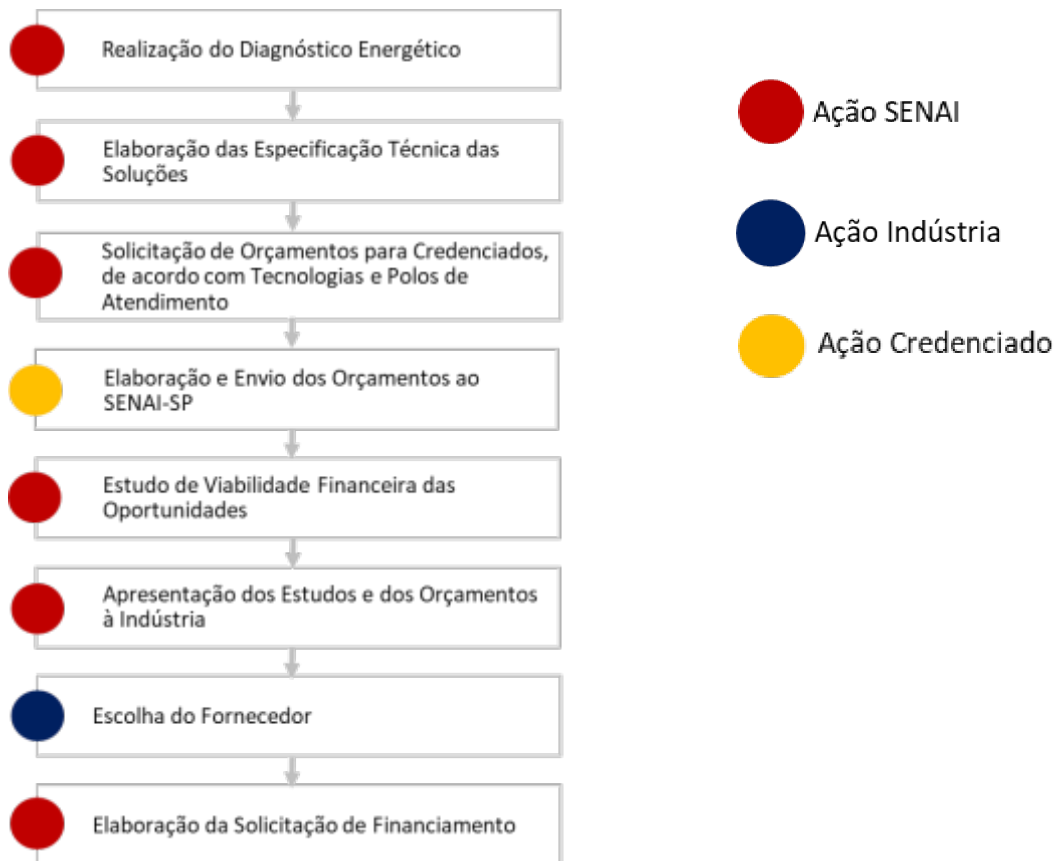 Realização do Diagnóstico Energético
Elaboração das Especificação Técnica das
Soluções
Solicitação de Orçamentos para Credenciados,
de acordo com Tecnologias e Polos de
Atendimento
Elaboração e Envio dos Orçamentos ao
SENAI-SP
Estudo de Viabilidade Financeira das
Oportunidades
Apresentação dos Estudos e dos Orçamentos
à Indústria
Escolha do Fornecedor
Elaboração da Solicitação de Financiamento
Ação SENAI
Ação Indústria
Ação Credenciado